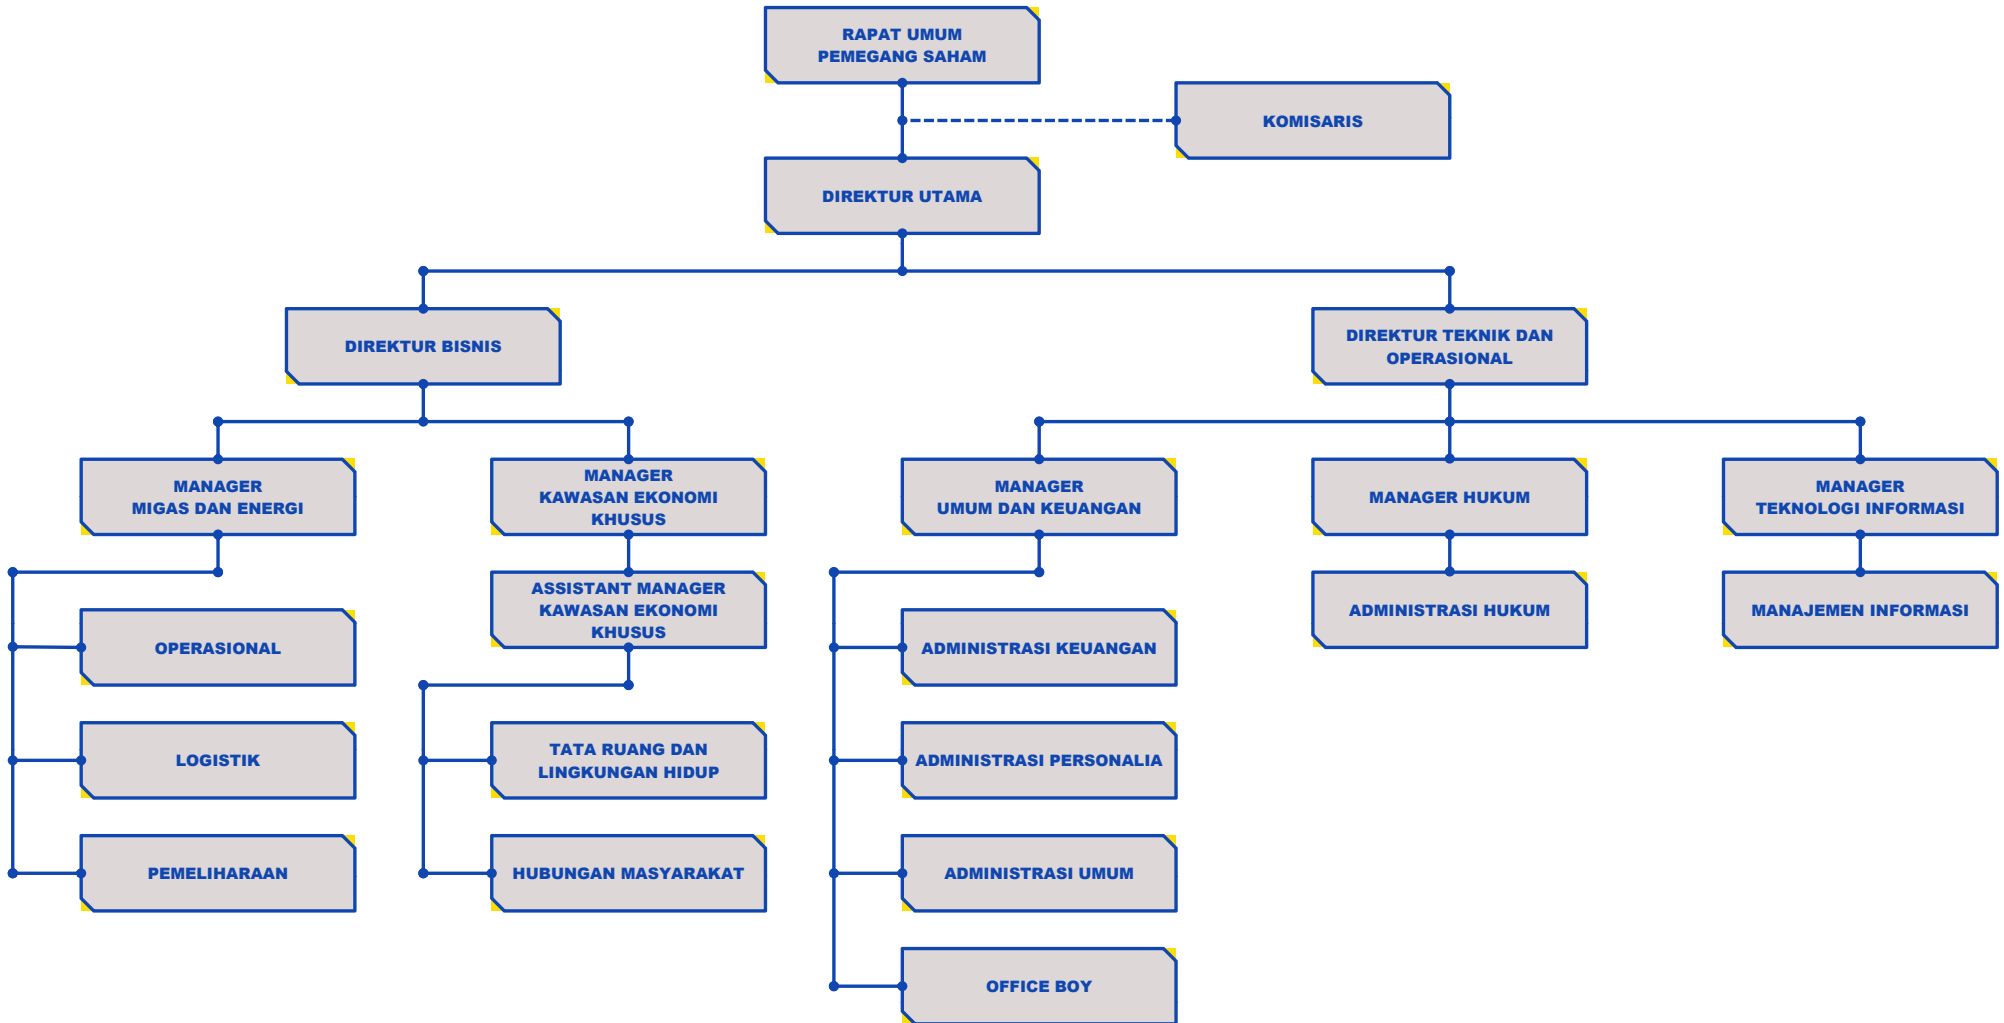 RAPAT UMUM
PEMEGANG SAHAM
KOMISARIS
DIREKTUR UTAMA
DIREKTUR BISNIS
DIREKTUR TEKNIK DAN
OPERASIONAL
MANAGER
MIGAS DAN ENERGI
MANAGER
KAWASAN EKONOMI
KHUSUS
MANAGER
UMUM DAN KEUANGAN
MANAGER HUKUM
MANAGER
TEKNOLOGI INFORMASI
ASSISTANT MANAGER
KAWASAN EKONOMI
KHUSUS
ADMINISTRASI HUKUM
MANAJEMEN INFORMASI
OPERASIONAL
ADMINISTRASI KEUANGAN
LOGISTIK
TATA RUANG DAN
LINGKUNGAN HIDUP
ADMINISTRASI PERSONALIA
PEMELIHARAAN
HUBUNGAN MASYARAKAT
ADMINISTRASI UMUM
OFFICE BOY